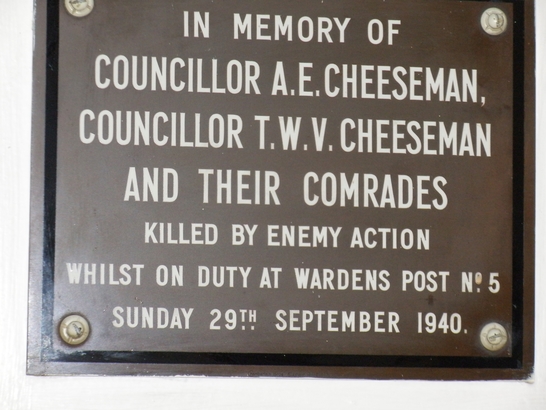 IN MEMORY OF
COUNCILLOR A.E. CHEESEMAN,
COUNCILLOR T.W.V. CHEESEMAN
AND THEIR COMRADES
KILLED BY ENEMY ACTION
WHILST ON DUTY AT WARDENS POST No. 5
SUNDAY 29TH. SEPTEMBER 1940.